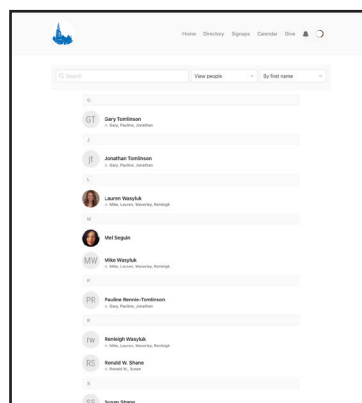 Home Directory Signups Calendar Give
Search View people By first name
G
GT Gary Tomlinson
Gary, Pauline, Jonathan
J
jt Jonathan Tomlinson
Gary, Pauline, Jonathan
L
Lauren Wasyluk
Mike, Lauren, Waverley, Renleigh
M
Mel Seguin
MW Mike Wasyluk
Mike, Lauren, Waverley, Renleigh
P
PR Pauline Rennie-Tomlinson
Gary, Pauline, Jonathan
R
rw Renleigh Wasyluk
Mike, Lauren, Waverley, Renleigh
RS Ronald W. Shane
Ronald W., Susan
S
SS Susan Shane